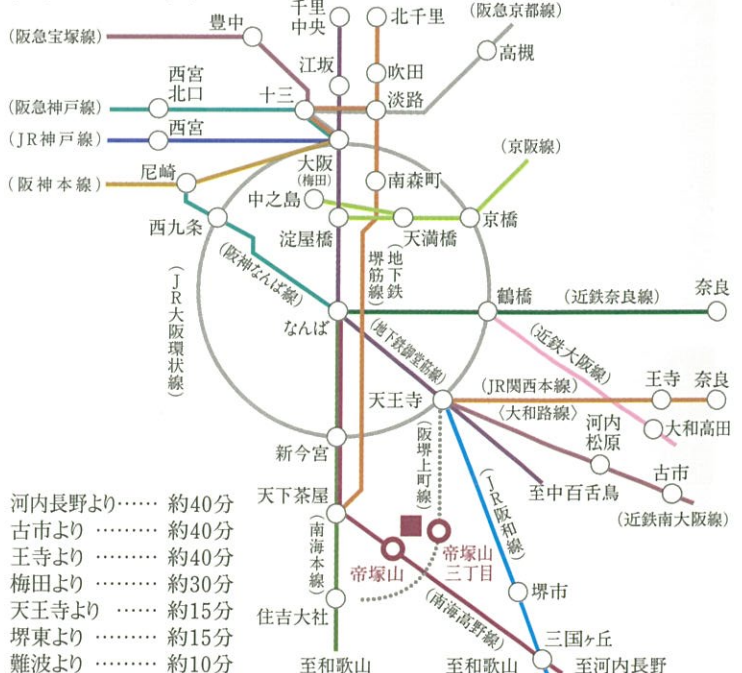 千里
中央
北千里
(阪急京都線)
(阪急宝塚線)
豊中
高槻
江坂
吹田
西宮
北口
十三
淡路
(阪急神戸線)
(JR神戸線)
西宮
大阪
(梅田)
(京阪線)
尼崎
(阪神本線)
南森町
中之島
西九条
淀屋橋
天満橋
京橋
(阪神なんば線)
(地下鉄
堺筋線)
(JR大阪環状線)
鶴橋
(近鉄奈良線)
奈良
なんば
(地下鉄御堂筋線)
(近鉄大阪線)
天王寺
(JR関西本線)
〈大和路線〉
王寺
奈良
大和高田
河内
松原
新今宮
(阪堺上町線)
古市
至中百舌鳥
(近鉄南大阪線)
天下茶屋
(JR阪和線)
(南海本線)
帝塚山
帝塚山
三丁目
住吉大社
(南海高野線)
堺市
三国ヶ丘
至和歌山
至和歌山
至河内長野
河内長野より…… 約40分
古市より …… 約40分
王寺より …… 約40分
梅田より …… 約30分
天王寺より …… 約15分
堺東より …… 約15分
難波より …… 約10分